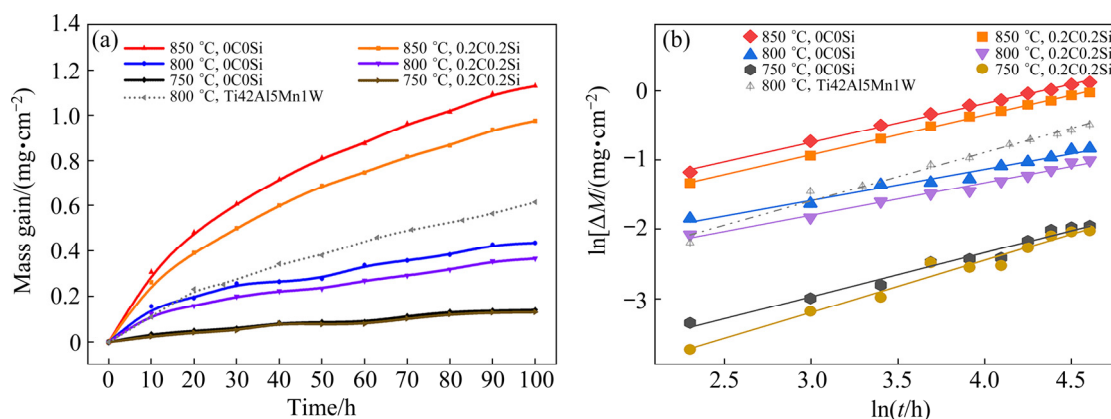 (a)
850 °C, 0C0Si
850 °C, 0.2C0.2Si
800 °C, 0C0Si
800 °C, 0.2C0.2Si
750 °C, 0C0Si
750 °C, 0.2C0.2Si
800 °C, Ti42Al5Mn1W
Mass gain/(mg•cm−2)
1.4
1.2
1.0
0.8
0.6
0.4
0.2
0
0 10 20 30 40 50 60 70 80 90 100
Time/h
(b)
850 °C, 0C0Si
850 °C, 0.2C0.2Si
800 °C, 0C0Si
800 °C, 0.2C0.2Si
750 °C, 0C0Si
750 °C, 0.2C0.2Si
800 °C, Ti42Al5Mn1W
ln[ΔM/(mg•cm−2)]
0
−1
−2
−3
2.5 3.0 3.5 4.0 4.5
ln(t/h)